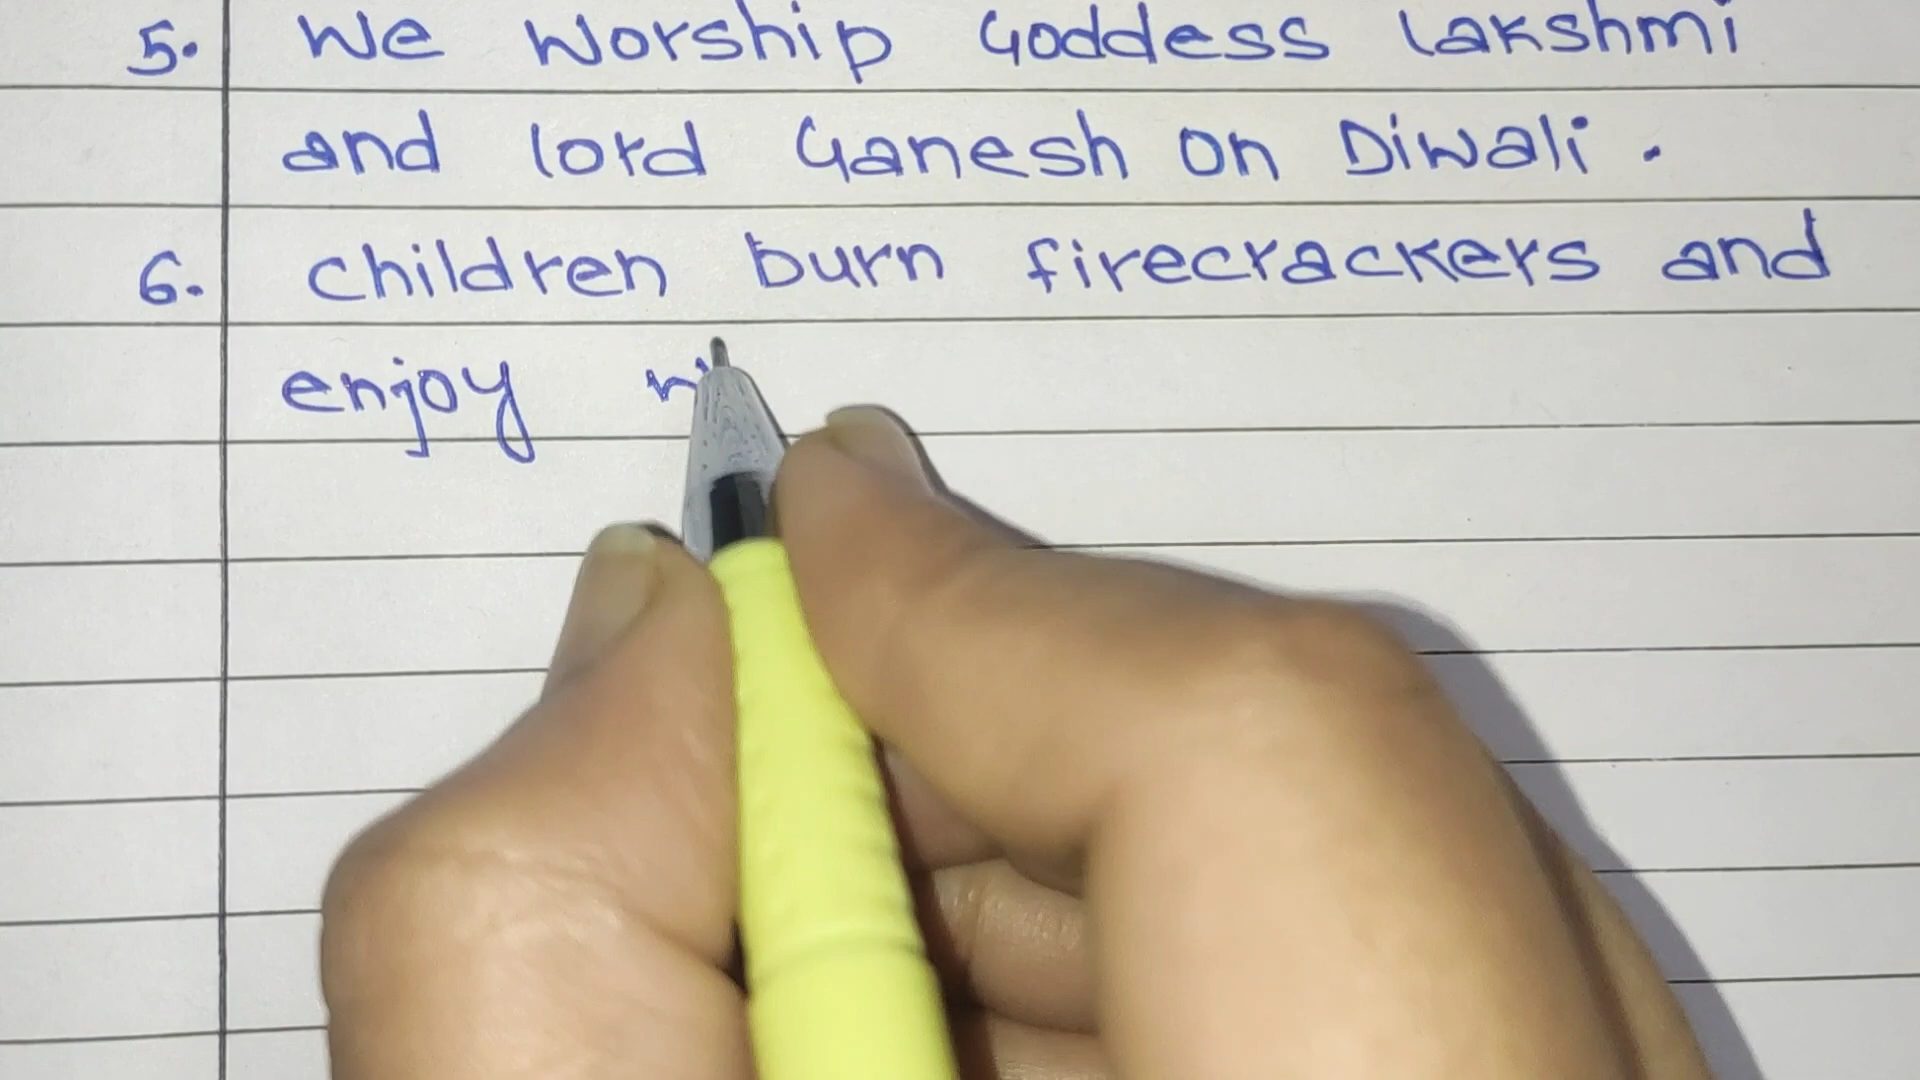 5. We Worship Goddess Lakshmi
and lord Ganesh on Diwali.
6. Children burn firecrackers and
enjoy